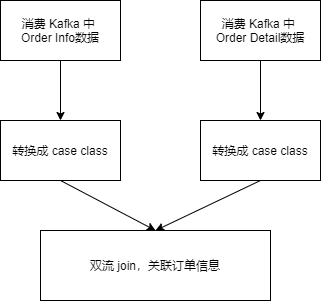 消费 Kafka 中
Order Info数据
消费 Kafka 中
Order Detail数据
转换成 case class
转换成 case class
双流 join，关联订单信息